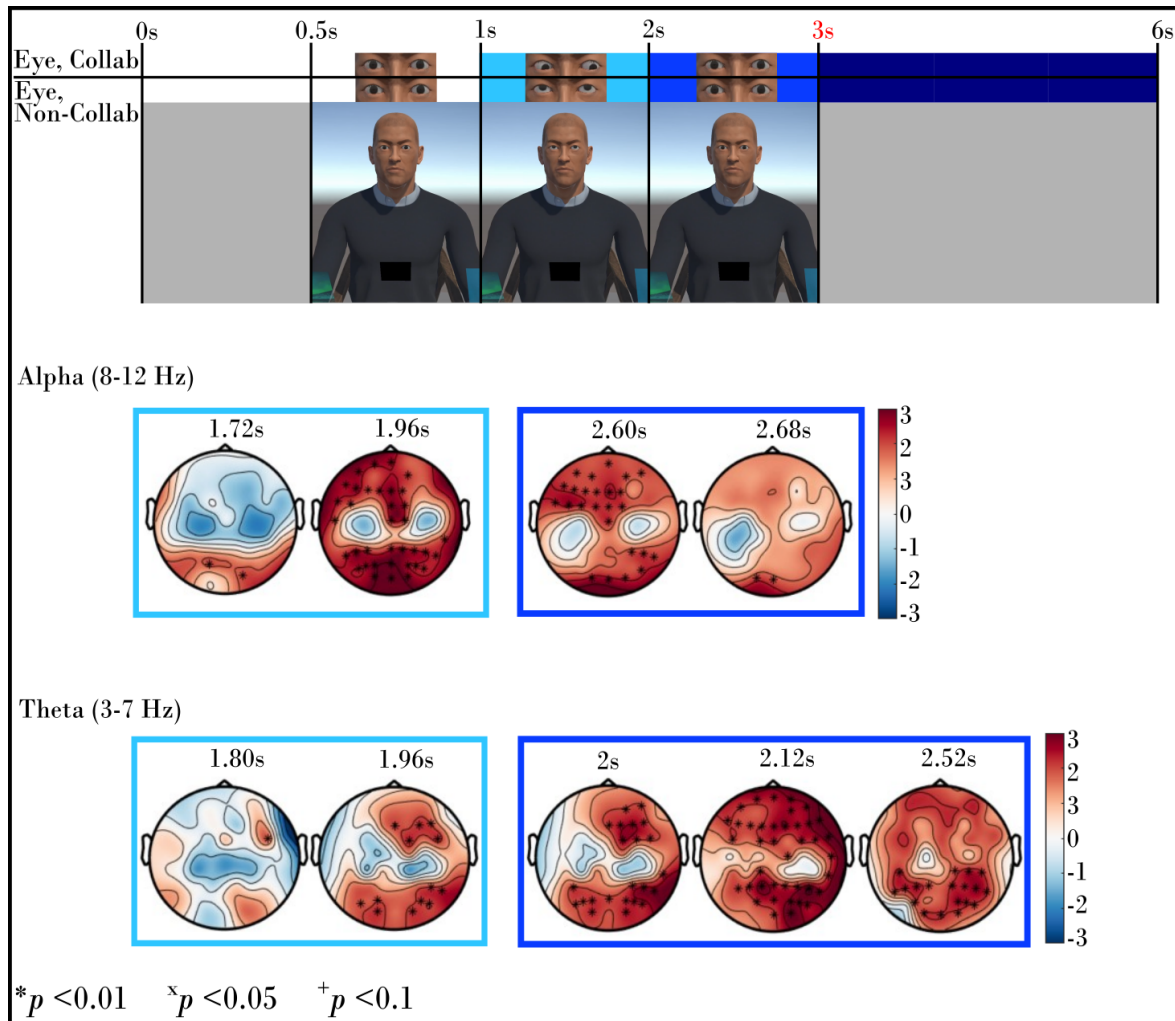 0s 0.5s 1s 2s 3s 6s
Eye, Collab
Eye,
Non-Collab
Alpha (8-12 Hz)
1.72s 1.96s 2.60s 2.68s
3
2
3
0
-1
-2
-3
Theta (3-7 Hz)
1.80s 1.96s 2s 2.12s 2.52s
3
2
3
0
-1
-2
-3
*p <0.01 xp <0.05 +p <0.1